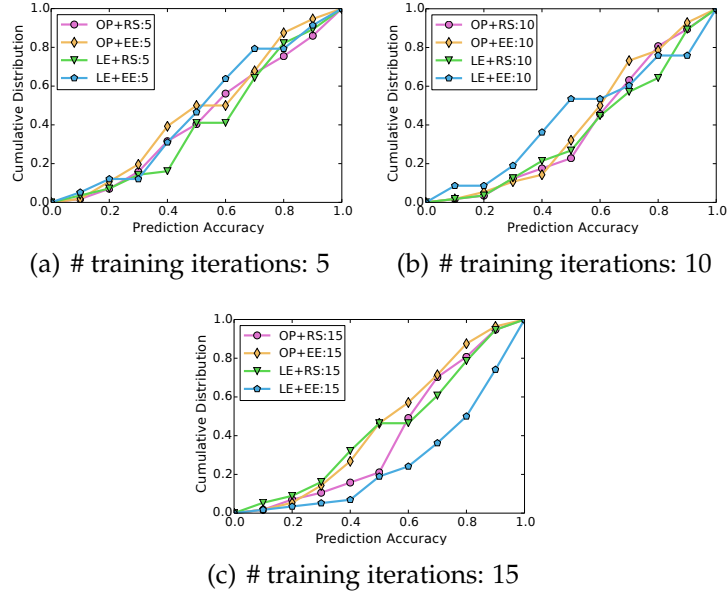 OP+RS:5
OP+EE:5
LE+RS:5
LE+EE:5
Cumulative Distribution
1.0
0.8
0.6
0.4
0.2
0.0
0.0 0.2 0.4 0.6 0.8 1.0
Prediction Accuracy
(a) # training iterations: 5
OP+RS:10
OP+EE:10
LE+RS:10
LE+EE:10
Cumulative Distribution
1.0
0.8
0.6
0.4
0.2
0.0
0.0 0.2 0.4 0.6 0.8 1.0
Prediction Accuracy
(b) # training iterations: 10
OP+RS:15
OP+EE:15
LE+RS:15
LE+EE:15
Cumulative Distribution
1.0
0.8
0.6
0.4
0.2
0.0
0.0 0.2 0.4 0.6 0.8 1.0
Prediction Accuracy
(c) # training iterations: 15